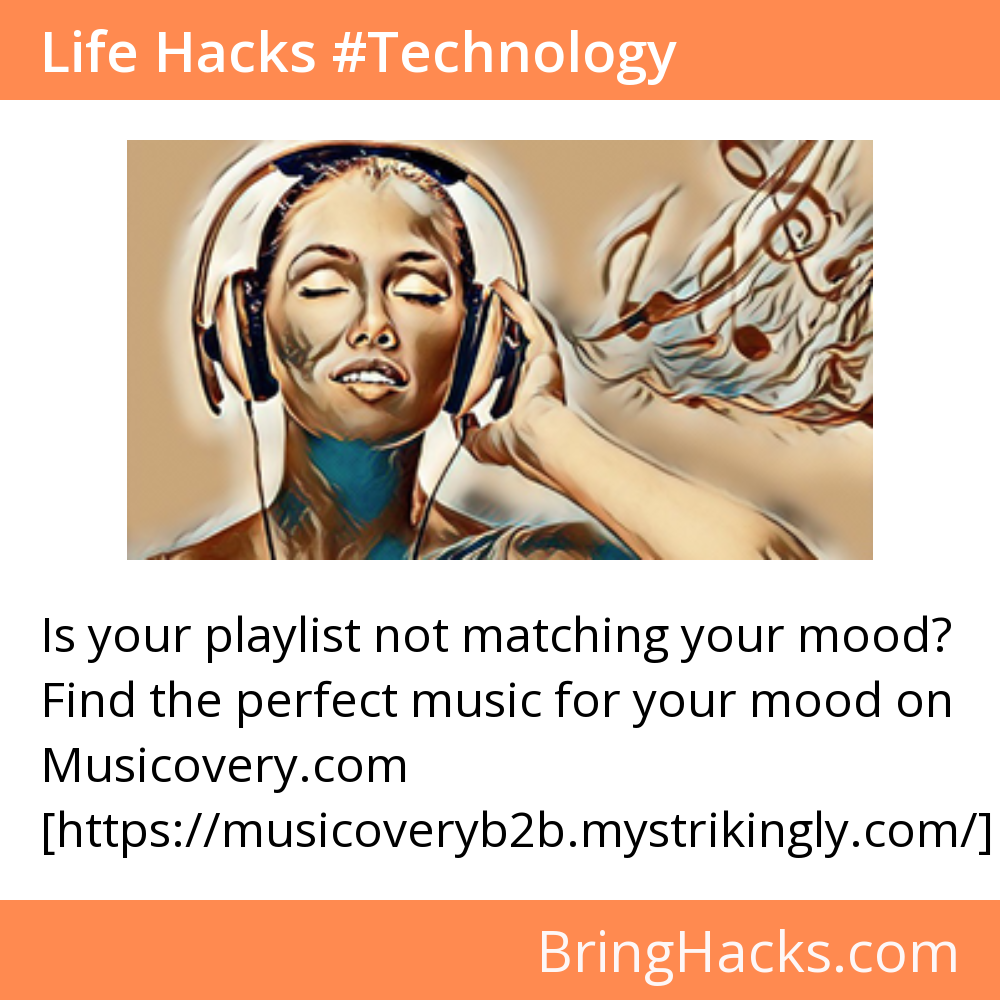 Life Hacks #Technology
Is your playlist not matching your mood?
Find the perfect music for your mood on
Musicovery.com
[https://musicoveryb2b.mystrikingly.com/]
BringHacks.com